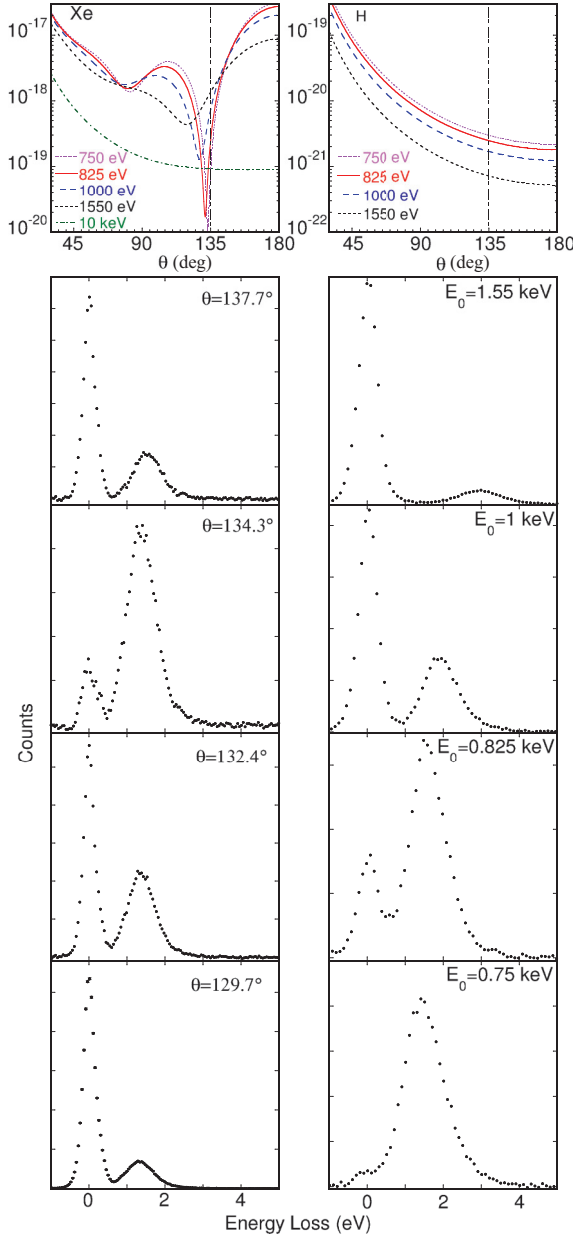 Xe
10^-17
10^-18
10^-19
10^-20
750 eV
825 eV
1000 eV
1550 eV
10 keV
45 90 135 180
θ (deg)
H
10^-19
10^-20
10^-21
10^-22
750 eV
825 eV
1000 eV
1550 eV
45 90 135 180
θ (deg)
θ=137.7°
E₀=1.55 keV
θ=134.3°
E₀=1 keV
θ=132.4°
E₀=0.825 keV
θ=129.7°
E₀=0.75 keV
Counts
0 2 4
0 2 4
Energy Loss (eV)